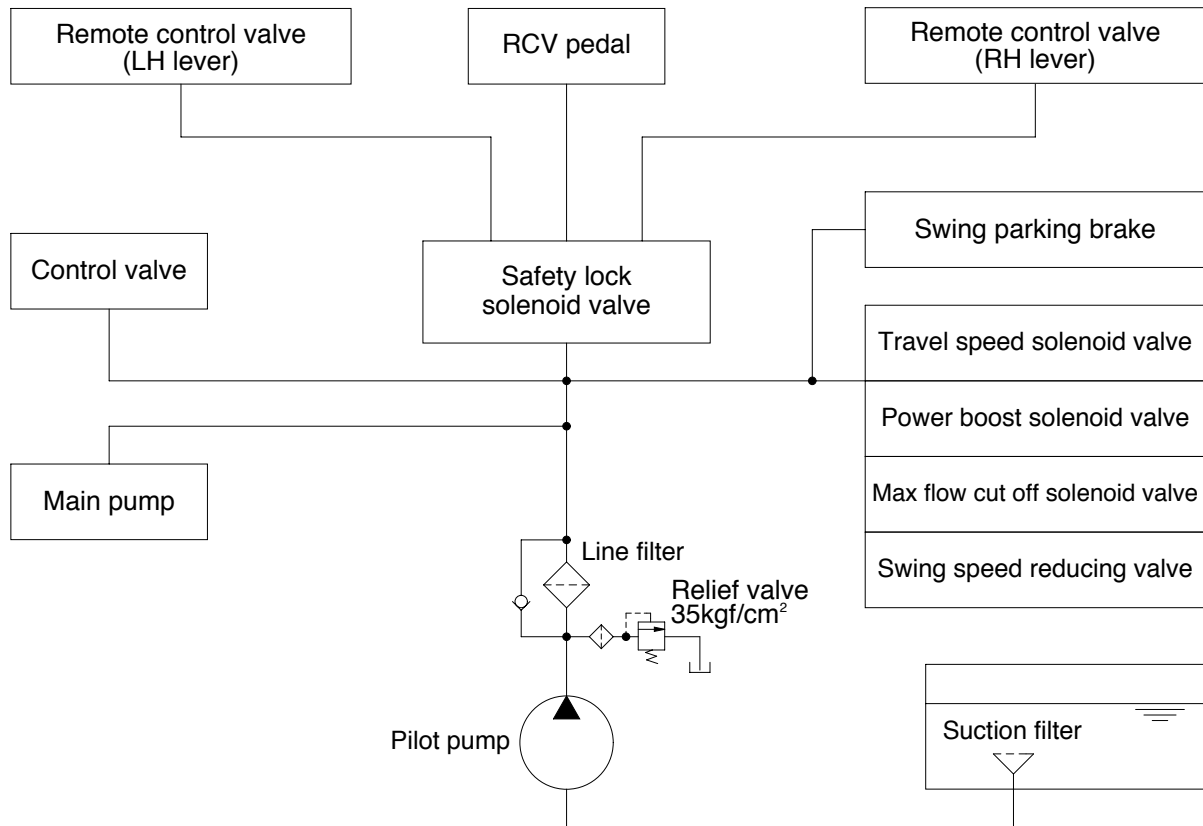 Remote control valve
(LH lever)
RCV pedal
Remote control valve
(RH lever)
Swing parking brake
Control valve
Safety lock
solenoid valve
Travel speed solenoid valve
Power boost solenoid valve
Main pump
Max flow cut off solenoid valve
Line filter
Swing speed reducing valve
Relief valve
35kgf/cm²
Pilot pump
Suction filter